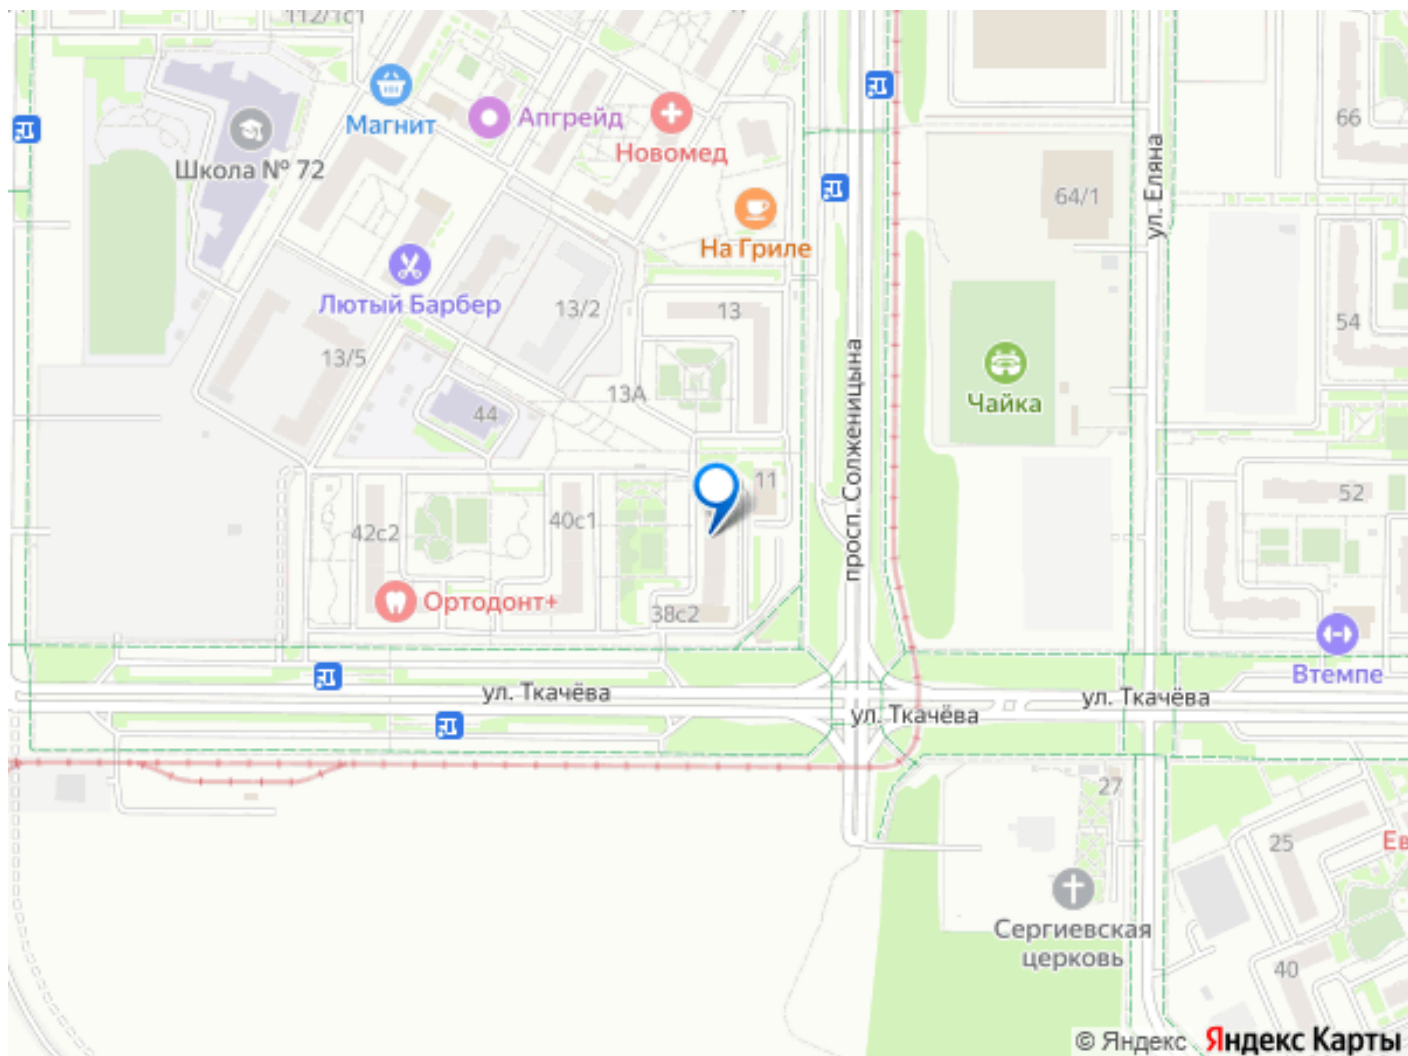 112/1с1
Магнит
Апгрейд
Новомед
Школа № 72
На Гриле
Лютый Барбер
13/2
13
13/5
13А
44
просп. Солженицына
ул. Еляна
66
64/1
54
Чайка
11
52
42с2
40с1
Ортодонт+
38с2
Втемпе
ул. Ткачёва
ул. Ткачёва
ул. Ткачёва
27
25
Ев
Сергиевская
церковь
40
© Яндекс Яндекс Карты